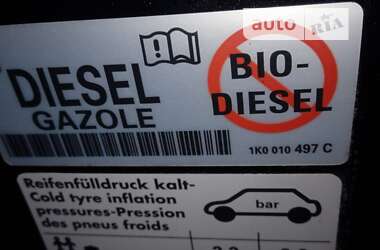 auto
RIA
DIESEL
GAZOLE
BIO-
DIESEL
1K0 010 497 C
Reifenfülldruck kalt-
Cold tyre inflation
pressures-Pression
des pneus froids
bar